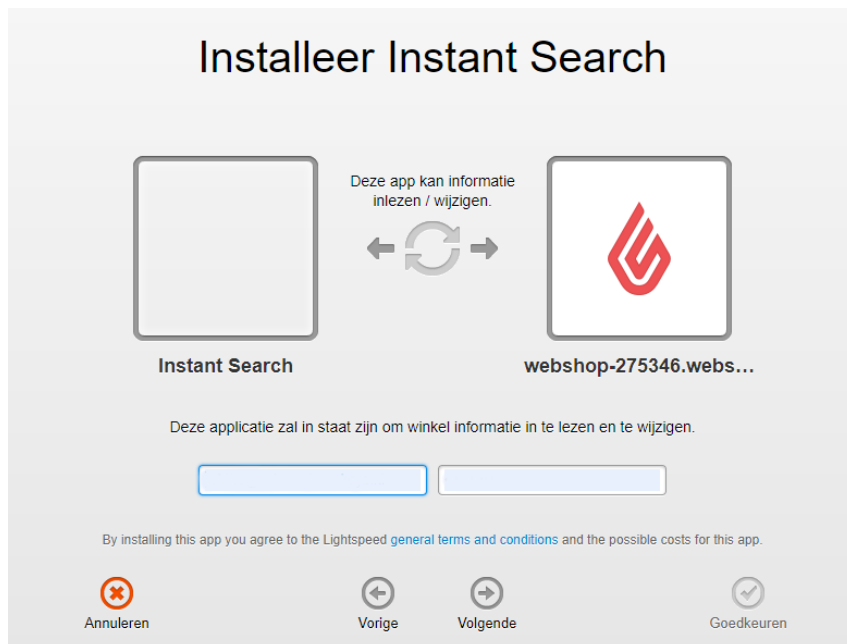 Installeer Instant Search
Deze app kan informatie
inlezen / wijzigen.
Instant Search
webshop-275346.webs...
Deze applicatie zal in staat zijn om winkel informatie in te lezen en te wijzigen.
By installing this app you agree to the Lightspeed general terms and conditions and the possible costs for this app.
Annuleren
Vorige
Volgende
Goedkeuren